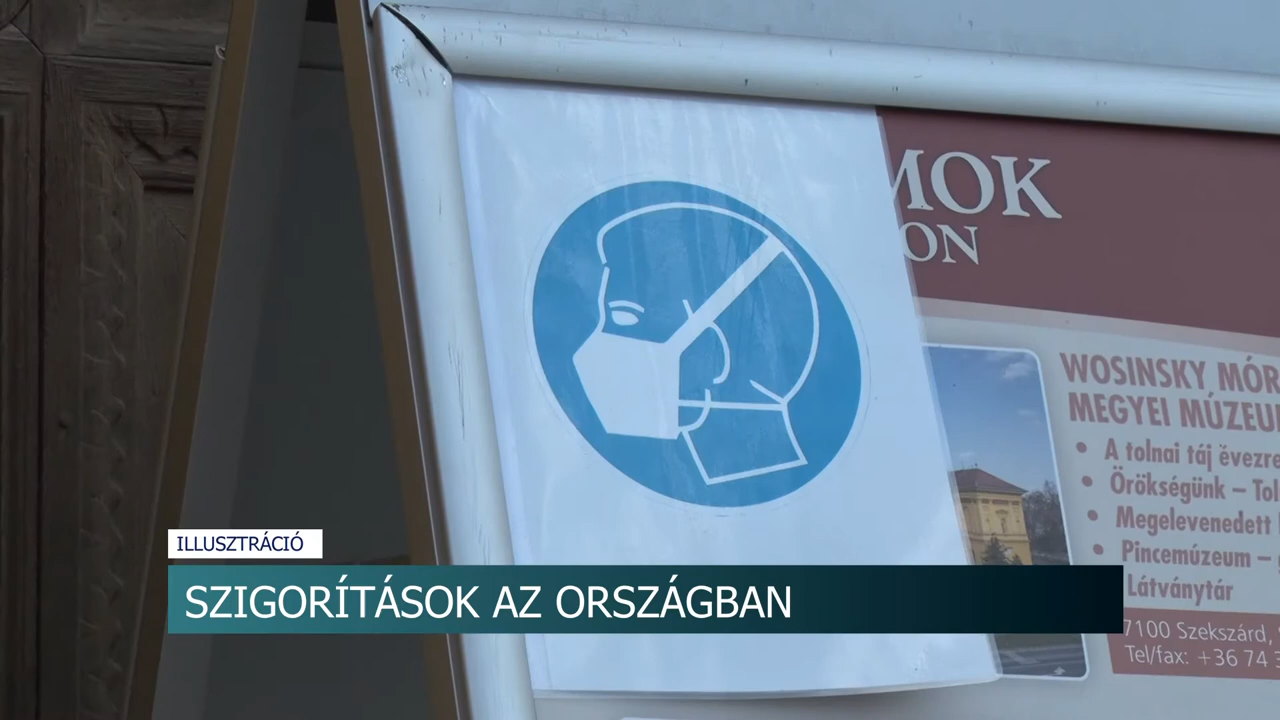 MOK
ON
WOSINSKY MÓR
MEGYEI MÚZEU
• A tolnai táj évezre
• Örökségünk – Tol
• Megelevenedett
• Pincemúzeum –
Látványtár
7100 Szekszárd,
Tel/fax: +36 74 3
ILLUSZTRÁCIÓ
SZIGORÍTÁSOK AZ ORSZÁGBAN